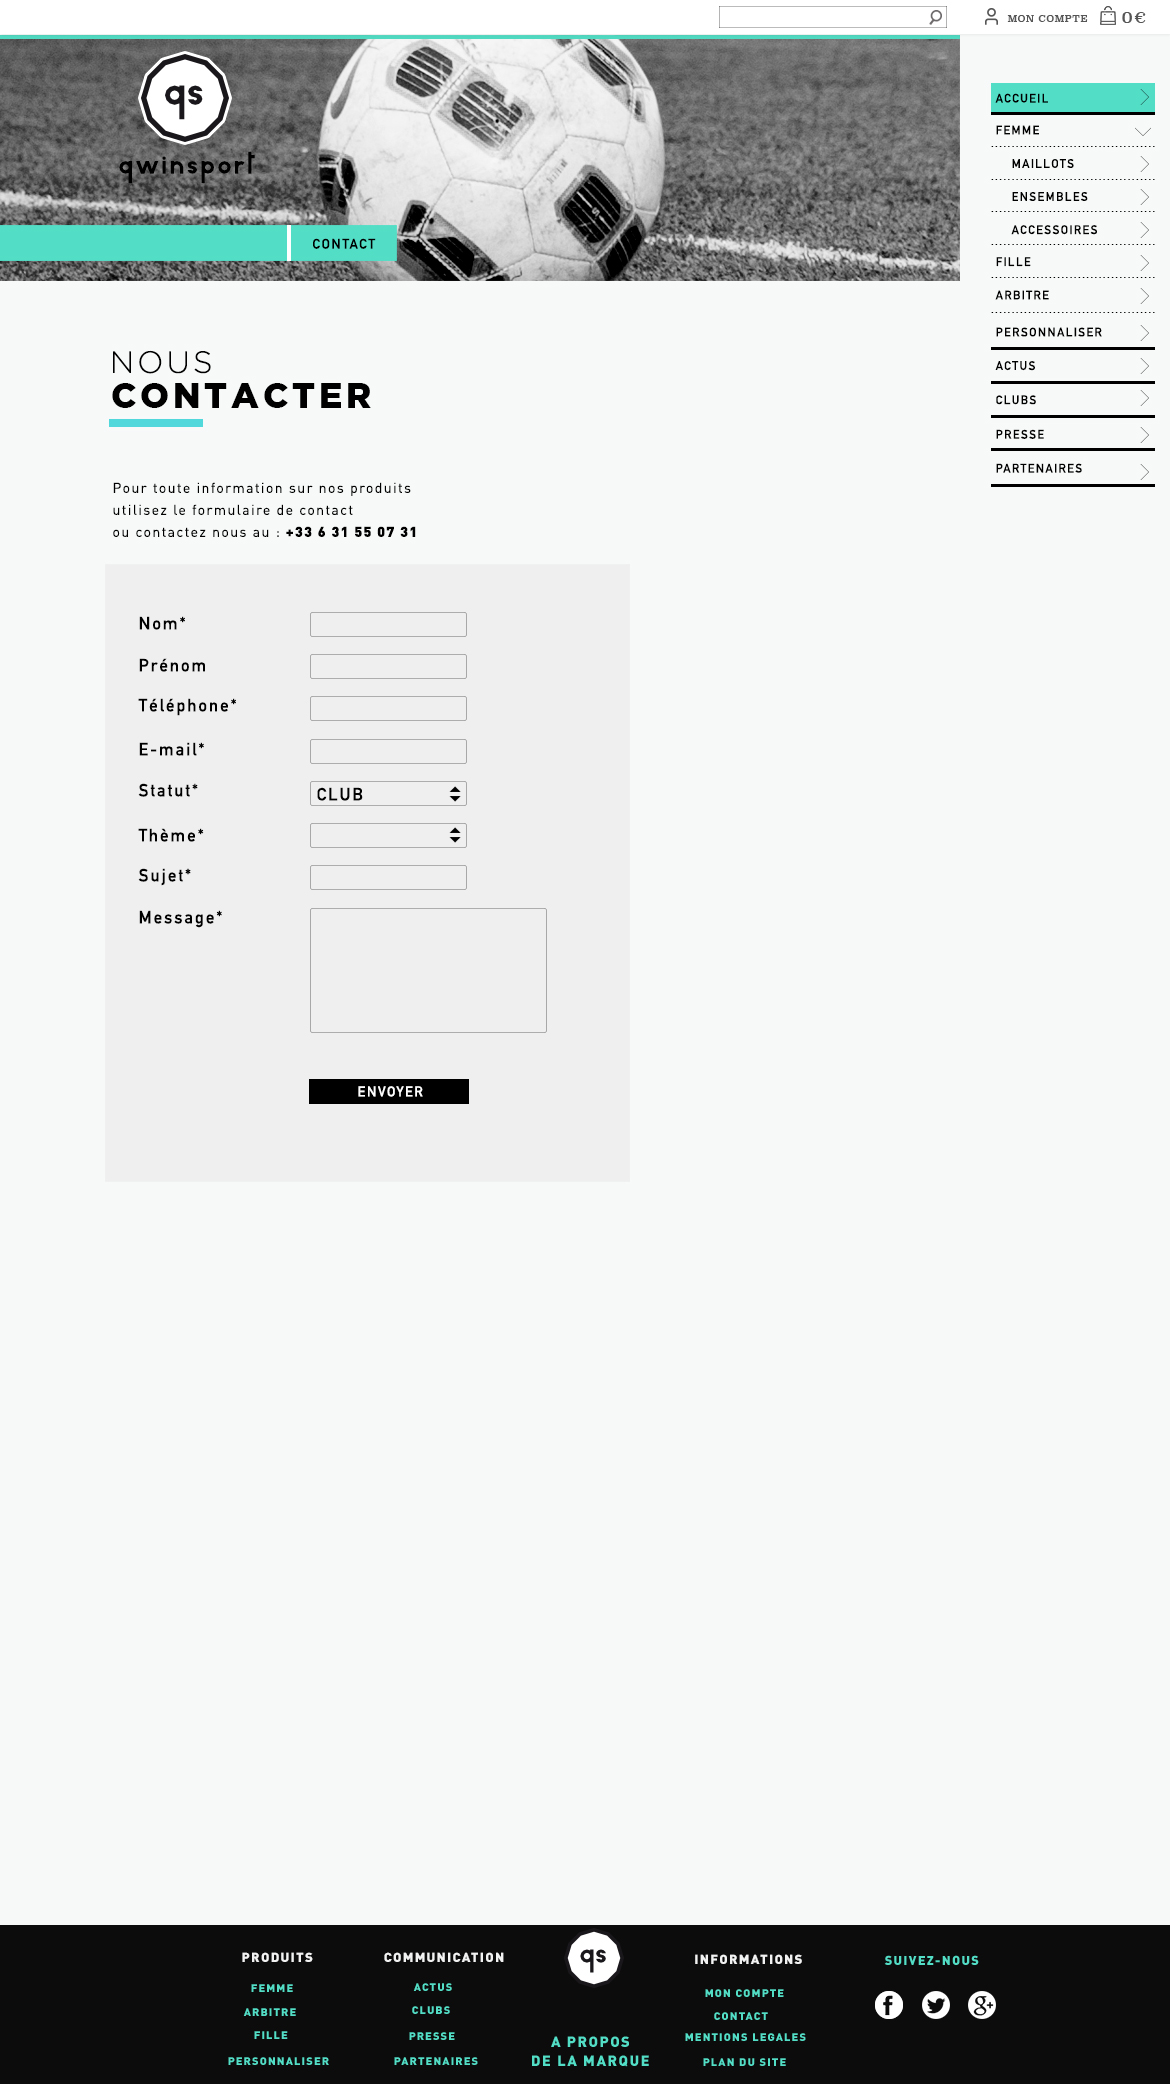 MON COMPTE 0€
qs
qwinsport
CONTACT
ACCUEIL
FEMME
MAILLOTS
ENSEMBLES
ACCESSOIRES
FILLE
ARBITRE
PERSONNALISER
ACTUS
CLUBS
PRESSE
PARTENAIRES
NOUS
CONTACTER
Pour toute information sur nos produits
utilisez le formulaire de contact
ou contactez nous au : +33 6 31 55 07 31
Nom*
Prénom
Téléphone*
E-mail*
Statut* CLUB
Thème*
Sujet*
Message*
ENVOYER
PRODUITS
FEMME
ARBITRE
FILLE
PERSONNALISER
COMMUNICATION
ACTUS
CLUBS
PRESSE
PARTENAIRES
qs
A PROPOS
DE LA MARQUE
INFORMATIONS
MON COMPTE
CONTACT
MENTIONS LEGALES
PLAN DU SITE
SUIVEZ-NOUS
f
g+